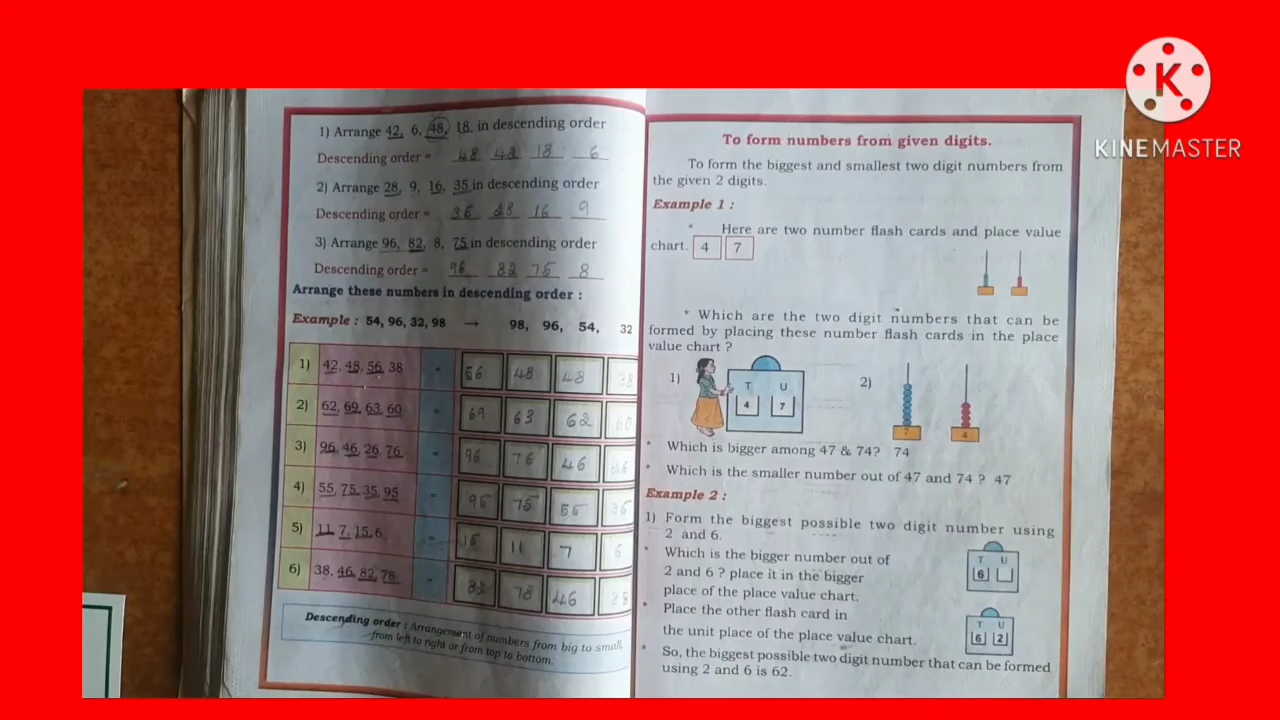 KINEMASTER
1) Arrange 42, 6, 48, 18. in descending order
Descending order = 48 48 18 6
2) Arrange 28, 9, 16, 35 in descending order
Descending order = 36 28 16 9
3) Arrange 96, 82, 8, 75 in descending order
Descending order = 96 82 75 8
Arrange these numbers in descending order :
Example : 54, 96, 32, 98 → 98, 96, 54, 32
1) 42, 48, 56, 38 = 56 48 48 38
2) 62, 69, 63, 60 = 69 63 62 60
3) 96, 46, 26, 76 = 96 76 46
4) 55, 75, 35, 95 = 95 75 55 35
5) 11, 7, 15, 6 = 15 11 7 6
6) 38, 46, 82, 78 = 78 46 38
Descending order : Arrangement of numbers from big to small,
from left to right or from top to bottom.
To form numbers from given digits.
To form the biggest and smallest two digit numbers from
the given 2 digits.
Example 1 :
* Here are two number flash cards and place value
chart. 4 7
* Which are the two digit numbers that can be
formed by placing these number flash cards in the place
value chart ?
1) T U 2)
4 7 7 4
* Which is bigger among 47 & 74? 74
* Which is the smaller number out of 47 and 74 ? 47
Example 2 :
1) Form the biggest possible two digit number using
2 and 6.
* Which is the bigger number out of
2 and 6 ? place it in the bigger
place of the place value chart.
T U
6
* Place the other flash card in
the unit place of the place value chart.
T U
6 2
* So, the biggest possible two digit number that can be formed
using 2 and 6 is 62.